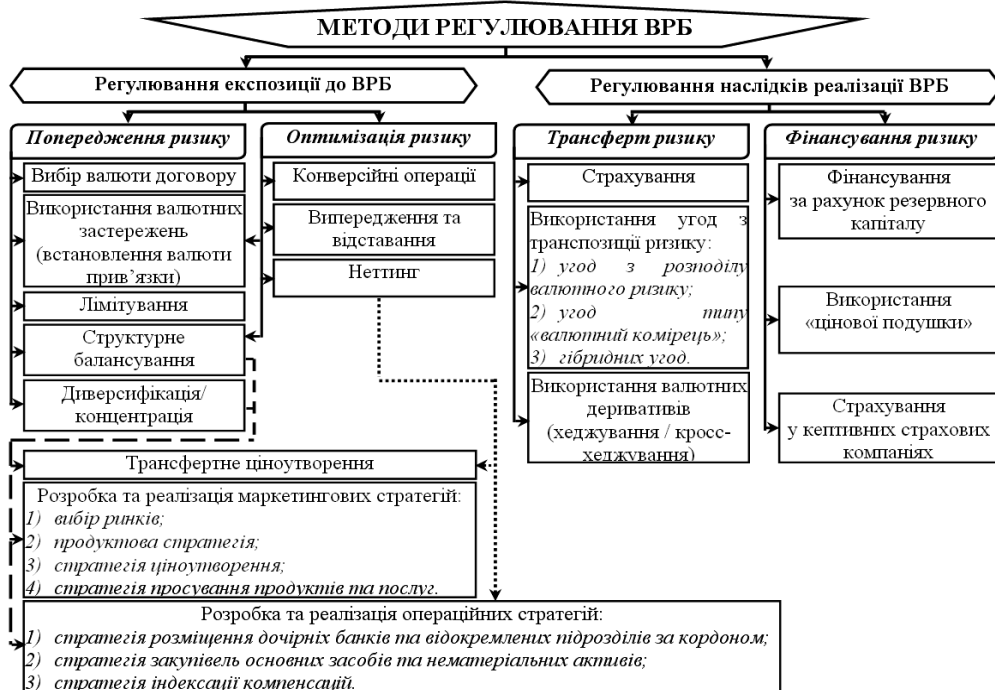 МЕТОДИ РЕГУЛЮВАННЯ ВРБ
Регулювання експозиції до ВРБ
Регулювання наслідків реалізації ВРБ
Попередження ризику
Оптимізація ризику
Трансферт ризику
Фінансування ризику
Вибір валюти договору
Використання валютних
застережень
(встановлення валюти
прив’язки)
Лімітування
Структурне
балансування
Диверсифікація/
концентрація
Конверсійні операції
Випередження та
відставання
Неттинг
Страхування
Використання угод з
транспозиції ризику:
1) угод з розподілу
валютного ризику;
2) угод типу
«валютний комірець»;
3) гібридних угод.
Використання валютних
деривативів
(хеджування / кросс-
хеджування)
Фінансування
за рахунок резервного
капіталу
Використання
«цінової подушки»
Страхування
у кептивних страхових
компаніях
Трансфертне ціноутворення
Розробка та реалізація маркетингових стратегій:
1) вибір ринків;
2) продуктова стратегія;
3) стратегія ціноутворення;
4) стратегія просування продуктів та послуг.
Розробка та реалізація операційних стратегій:
1) стратегія розміщення дочірніх банків та відокремлених підрозділів за кордоном;
2) стратегія закупівель основних засобів та нематеріальних активів;
3) стратегія індексації компенсацій.